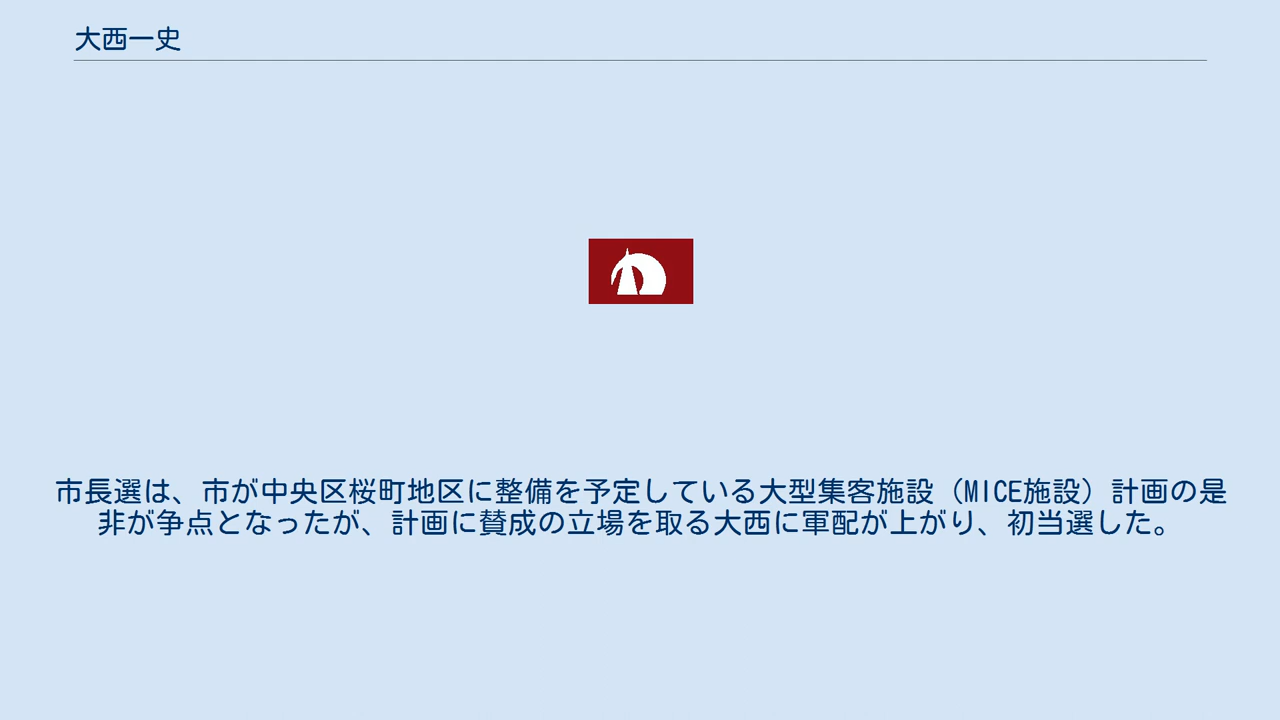 大西一史
市長選は、市が中央区桜町地区に整備を予定している大型集客施設（MICE施設）計画の是
非が争点となったが、計画に賛成の立場を取る大西に軍配が上がり、初当選した。